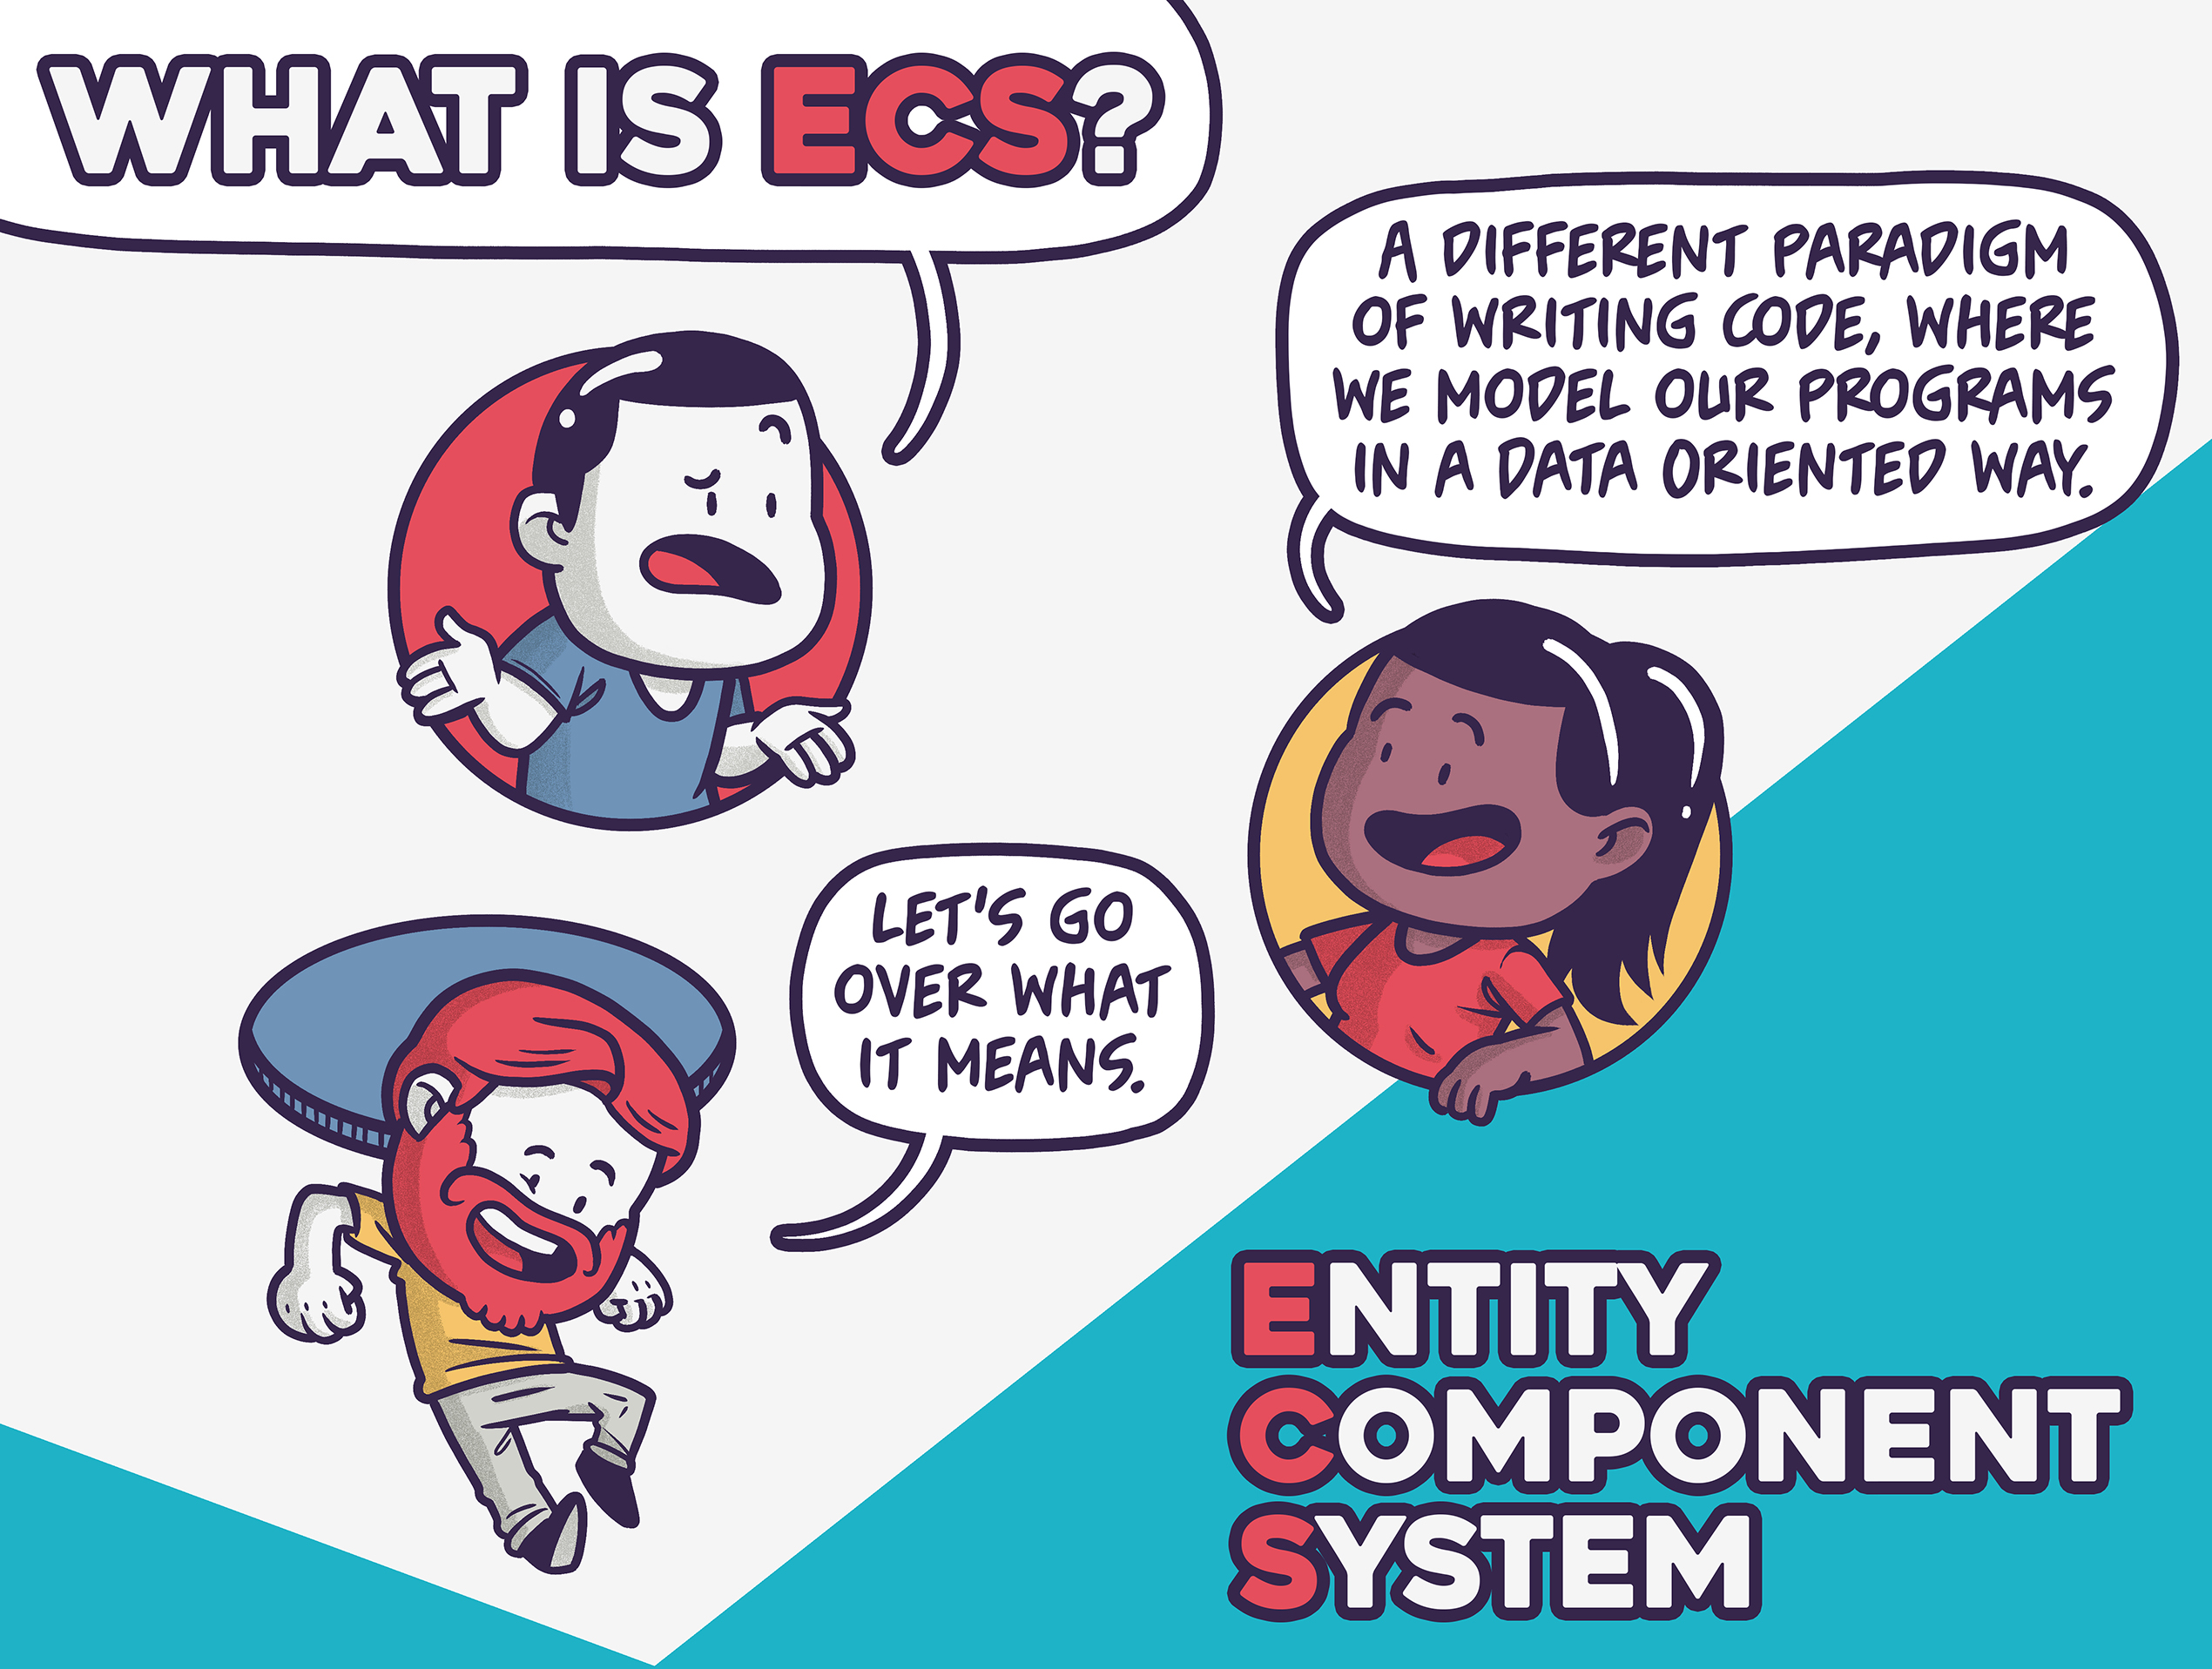 WHAT IS ECS?
A DIFFERENT PARADIGM
OF WRITING CODE, WHERE
WE MODEL OUR PROGRAMS
IN A DATA ORIENTED WAY.
LET'S GO
OVER WHAT
IT MEANS.
ENTITY
COMPONENT
SYSTEM